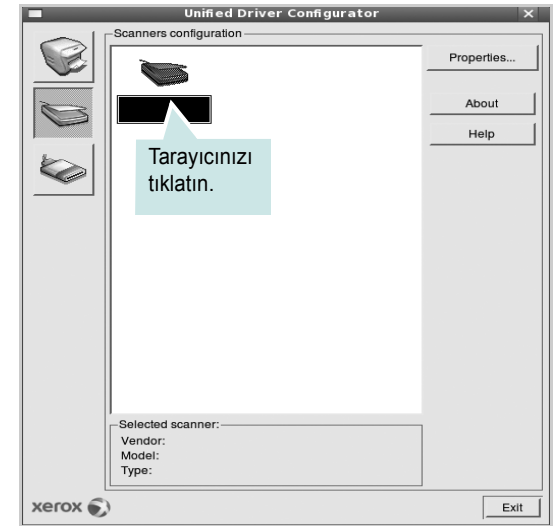 Unified Driver Configurator
Scanners configuration
Properties...
About
Help
Tarayıcınızı
tıklatın.
Selected scanner:
Vendor:
Model:
Type:
xerox
Exit